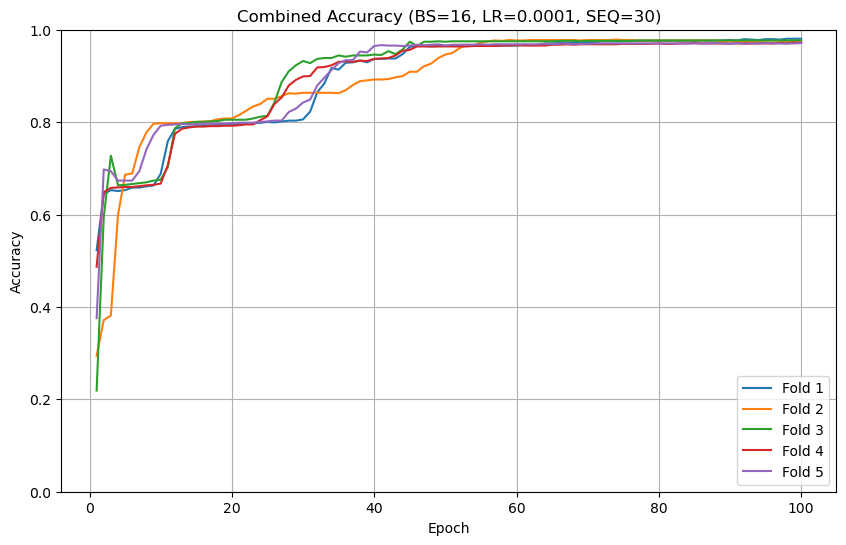 Combined Accuracy (BS=16, LR=0.0001, SEQ=30)
1.0
0.8
0.6
0.4
0.2
0.0
Accuracy
0 20 40 60 80 100
Epoch
Fold 1
Fold 2
Fold 3
Fold 4
Fold 5